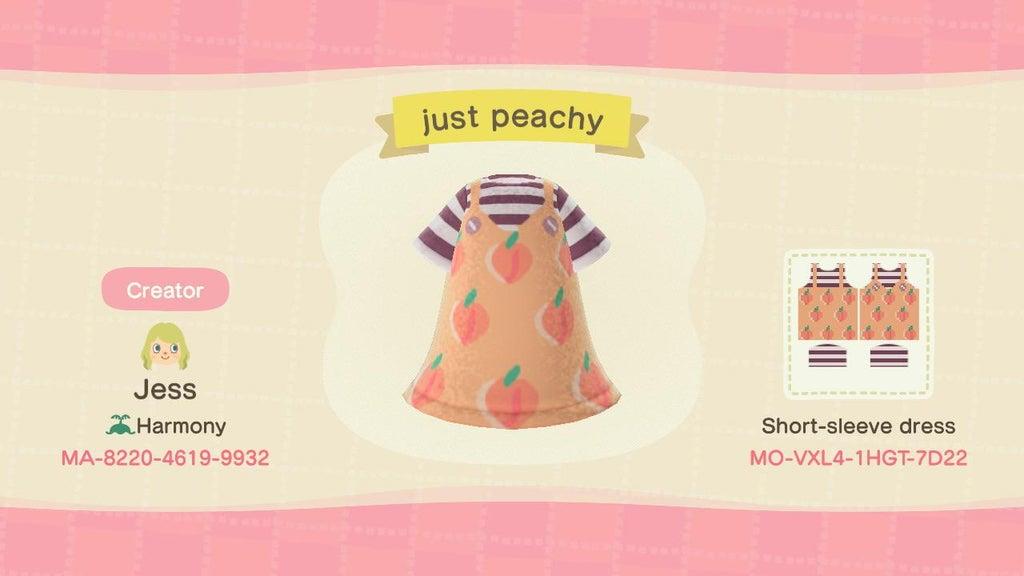 just peachy
Creator
Jess
Harmony
MA-8220-4619-9932
Short-sleeve dress
MO-VXL4-1HGT-7D22